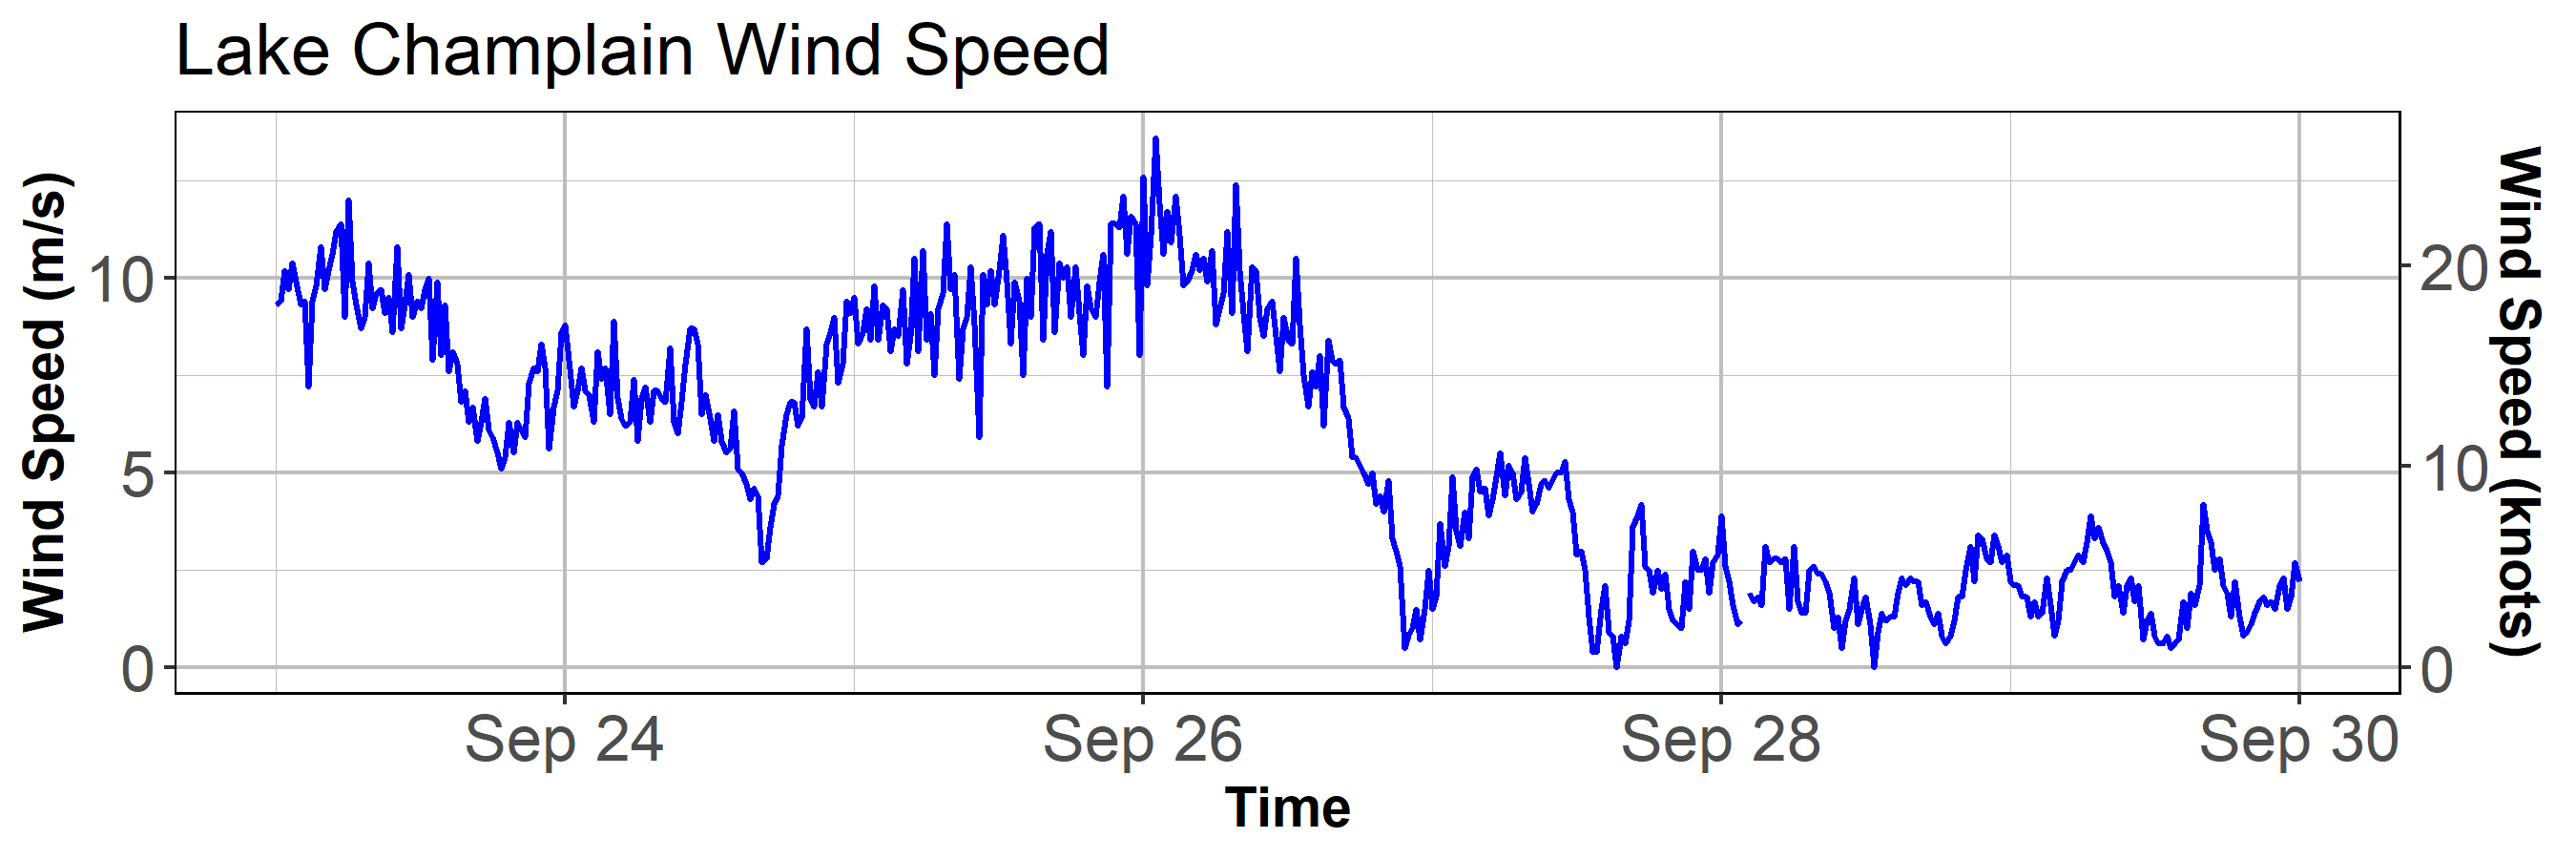 Lake Champlain Wind Speed
Wind Speed (m/s)
10
5
0
20
10
0
Wind Speed (knots)
Sep 24
Sep 26
Sep 28
Sep 30
Time